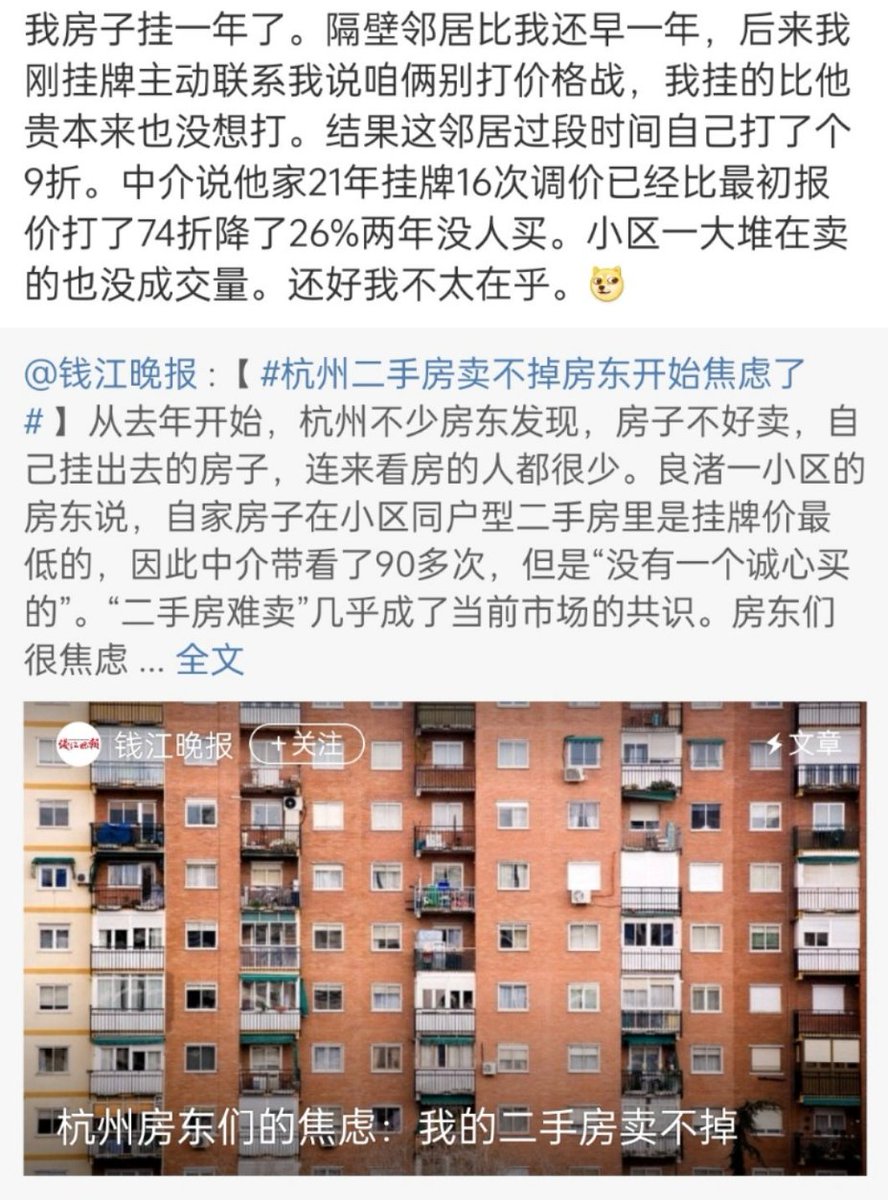 我房子挂一年了。隔壁邻居比我还早一年，后来我
刚挂牌主动联系我说咱俩别打价格战，我挂的比他
贵本来也没想打。结果这邻居过段时间自己打了个
9折。中介说他家21年挂牌16次调价已经比最初报
价打了74折降了26%两年没人买。小区一大堆在卖
的也没成交量。还好我不太在乎。
@钱江晚报：【 #杭州二手房卖不掉房东开始焦虑了
# 】从去年开始，杭州不少房东发现，房子不好卖，自
己挂出去的房子，连来看房的人都很少。良渚一小区的
房东说，自家房子在小区同户型二手房里是挂牌价最
低的，因此中介带看了90多次，但是“没有一个诚心买
的”。“二手房难卖”几乎成了当前市场的共识。房东们
很焦虑 ... 全文
钱江晚报 钱江晚报 +关注 文章
杭州房东们的焦虑：我的二手房卖不掉